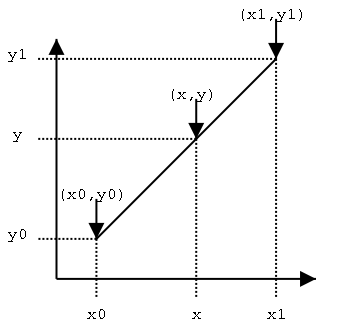 (x1,y1)
y1
(x,y)
y
(x0,y0)
y0
x0 x x1